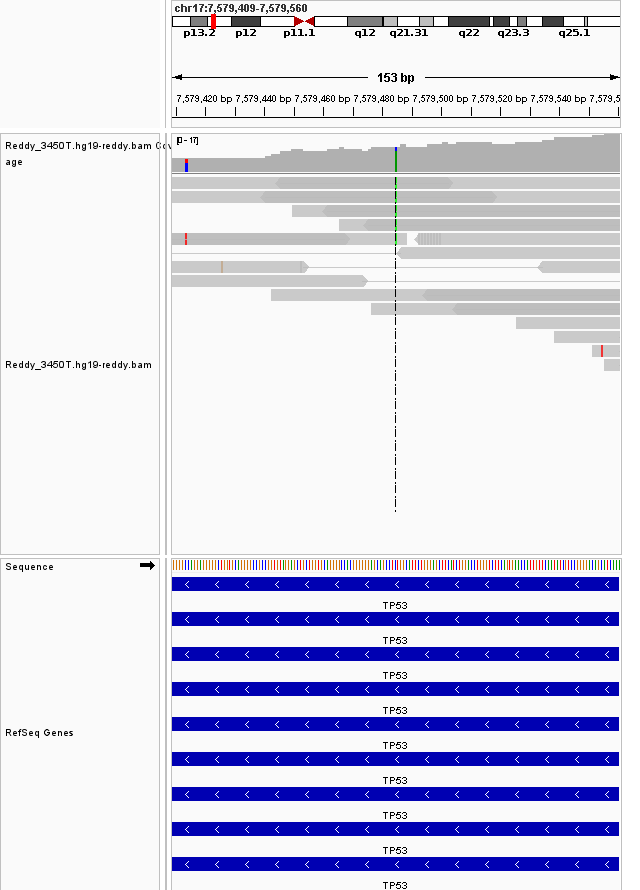 chr17:7,579,409-7,579,560
p13.2 p12 p11.1 q12 q21.31 q22 q23.3 q25.1
153 bp
7,579,420 bp 7,579,440 bp 7,579,460 bp 7,579,480 bp 7,579,500 bp 7,579,520 bp 7,579,540 bp 7,579,5
[0 - 17]
Reddy_3450T.hg19-reddy.bam Cov
age
Reddy_3450T.hg19-reddy.bam
Sequence
TP53
TP53
TP53
TP53
RefSeq Genes
TP53
TP53
TP53
TP53
TP53